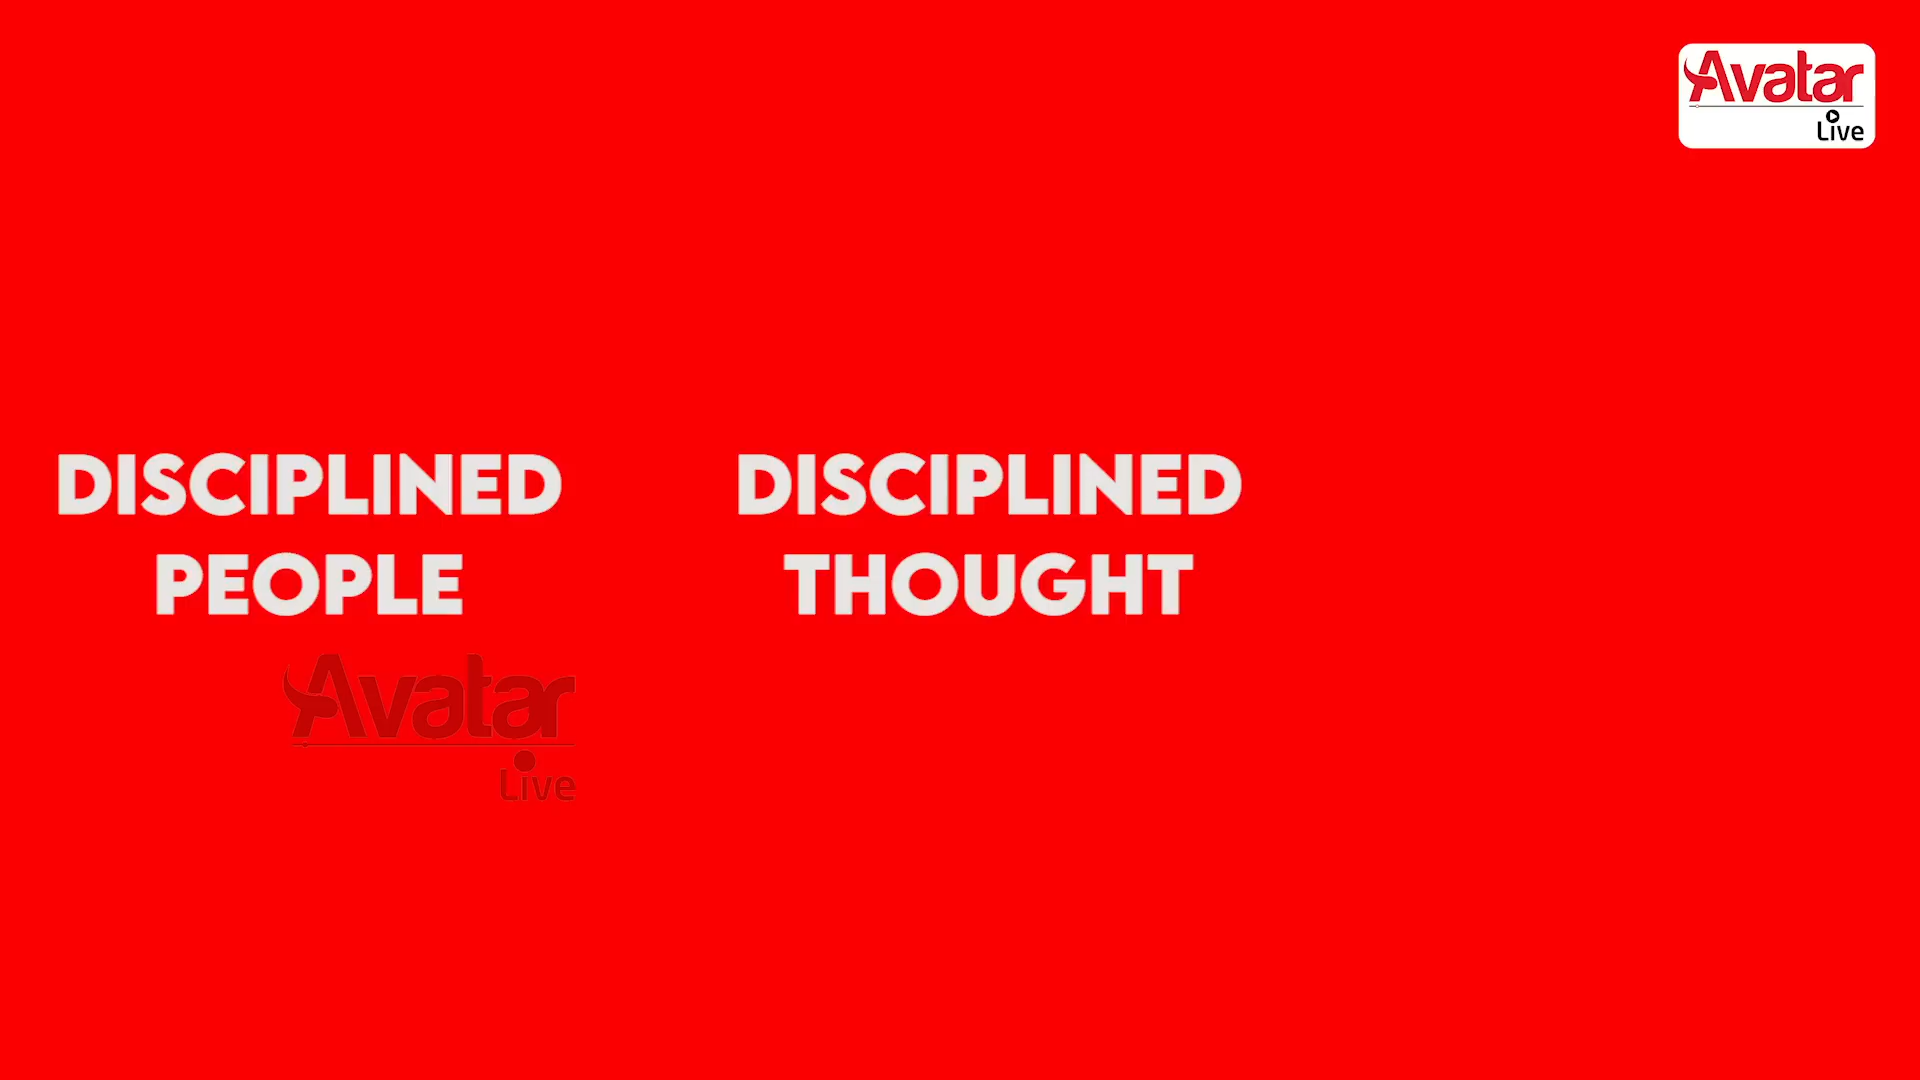 Avatar
Live
DISCIPLINED
PEOPLE
DISCIPLINED
THOUGHT
Avatar
Live